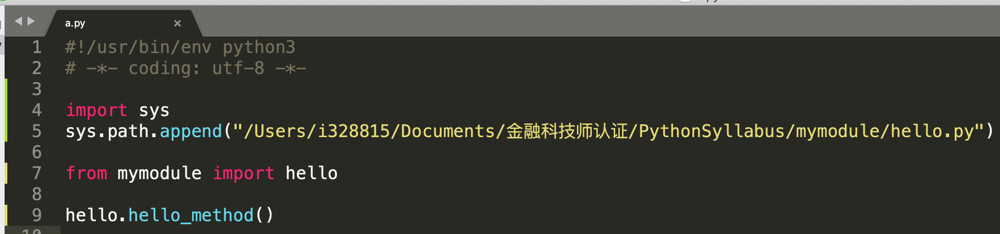 a.py
1 #!/usr/bin/env python3
2 # -*- coding: utf-8 -*-
3
4 import sys
5 sys.path.append("/Users/i328815/Documents/金融科技师认证/PythonSyllabus/mymodule/hello.py")
6
7 from mymodule import hello
8
9 hello.hello_method()
10